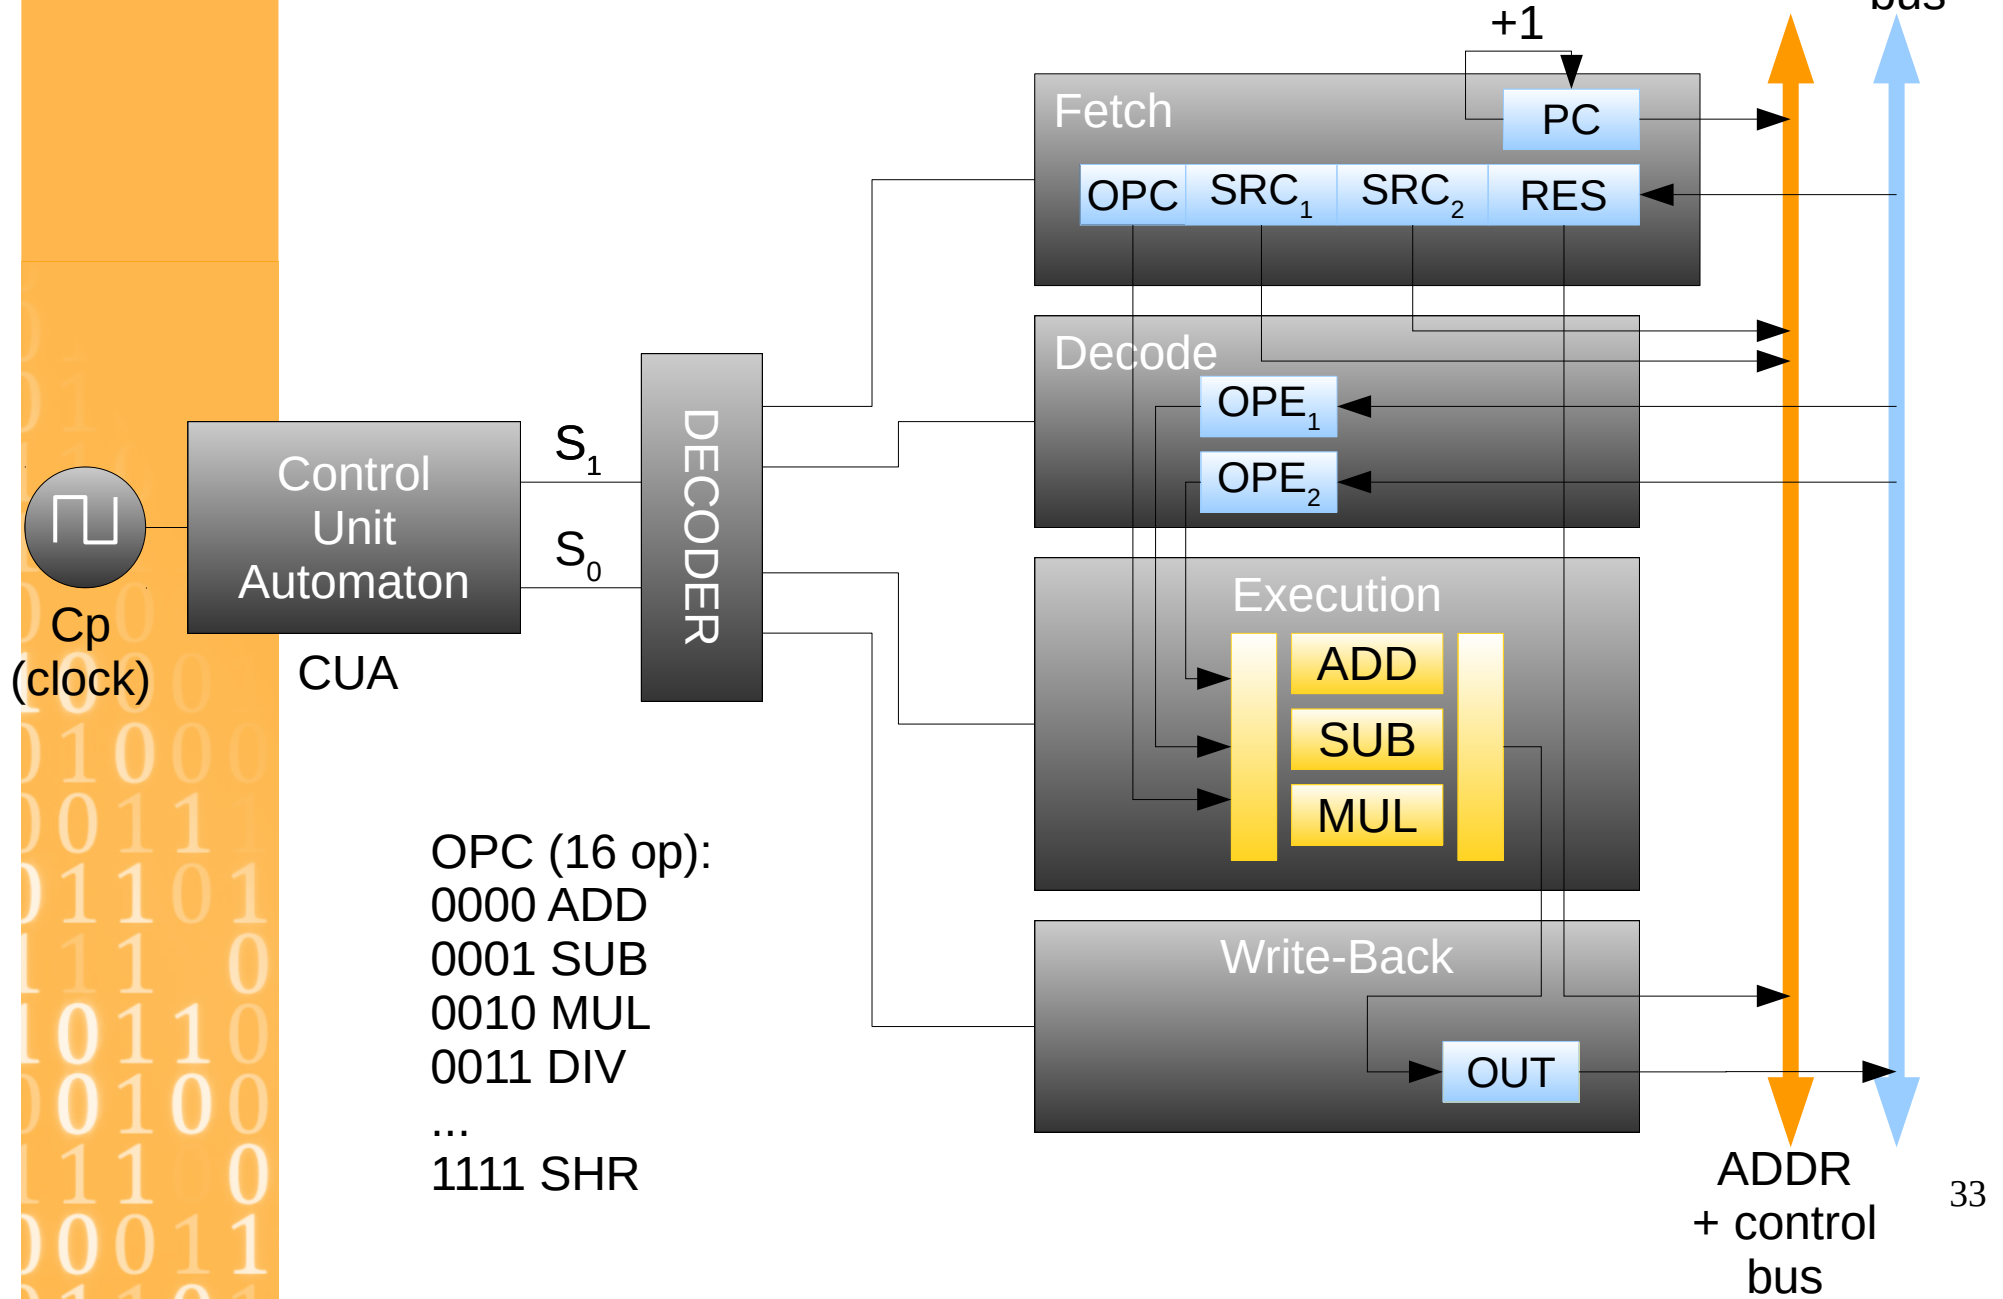 bus
+1
Fetch
PC
OPC SRC1 SRC2 RES
Decode
OPE1
OPE2
Control
Unit
Automaton
S1
S0
DECODER
Cp
(clock)
CUA
Execution
ADD
SUB
MUL
Write-Back
OUT
OPC (16 op):
0000 ADD
0001 SUB
0010 MUL
0011 DIV
...
1111 SHR
ADDR
+ control
bus
33